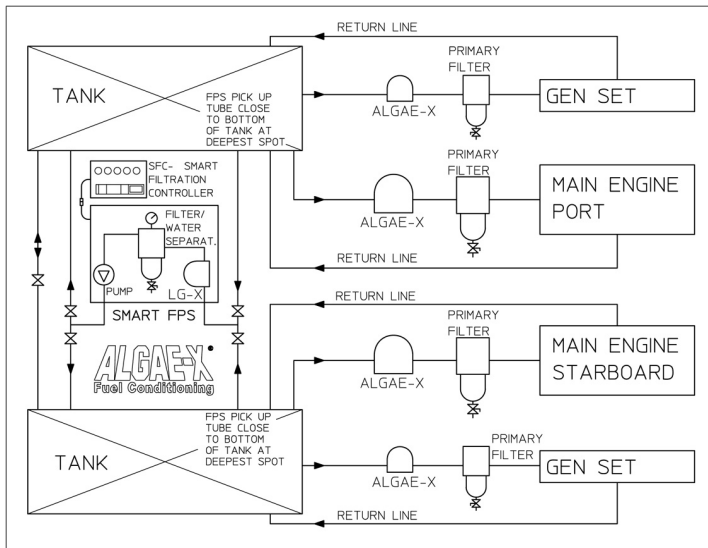 RETURN LINE
TANK
FPS PICK UP
TUBE CLOSE
TO BOTTOM
OF TANK AT
DEEPEST SPOT
ALGAE-X
PRIMARY
FILTER
GEN SET
SFC- SMART
FILTRATION
CONTROLLER
FILTER/
WATER
SEPARAT.
PUMP
LG-X
SMART FPS
ALGAE-X
PRIMARY
FILTER
MAIN ENGINE
PORT
RETURN LINE
RETURN LINE
ALGAE-X
Fuel Conditioning
ALGAE-X
PRIMARY
FILTER
MAIN ENGINE
STARBOARD
TANK
FPS PICK UP
TUBE CLOSE
TO BOTTOM
OF TANK AT
DEEPEST SPOT
ALGAE-X
PRIMARY
FILTER
GEN SET
RETURN LINE